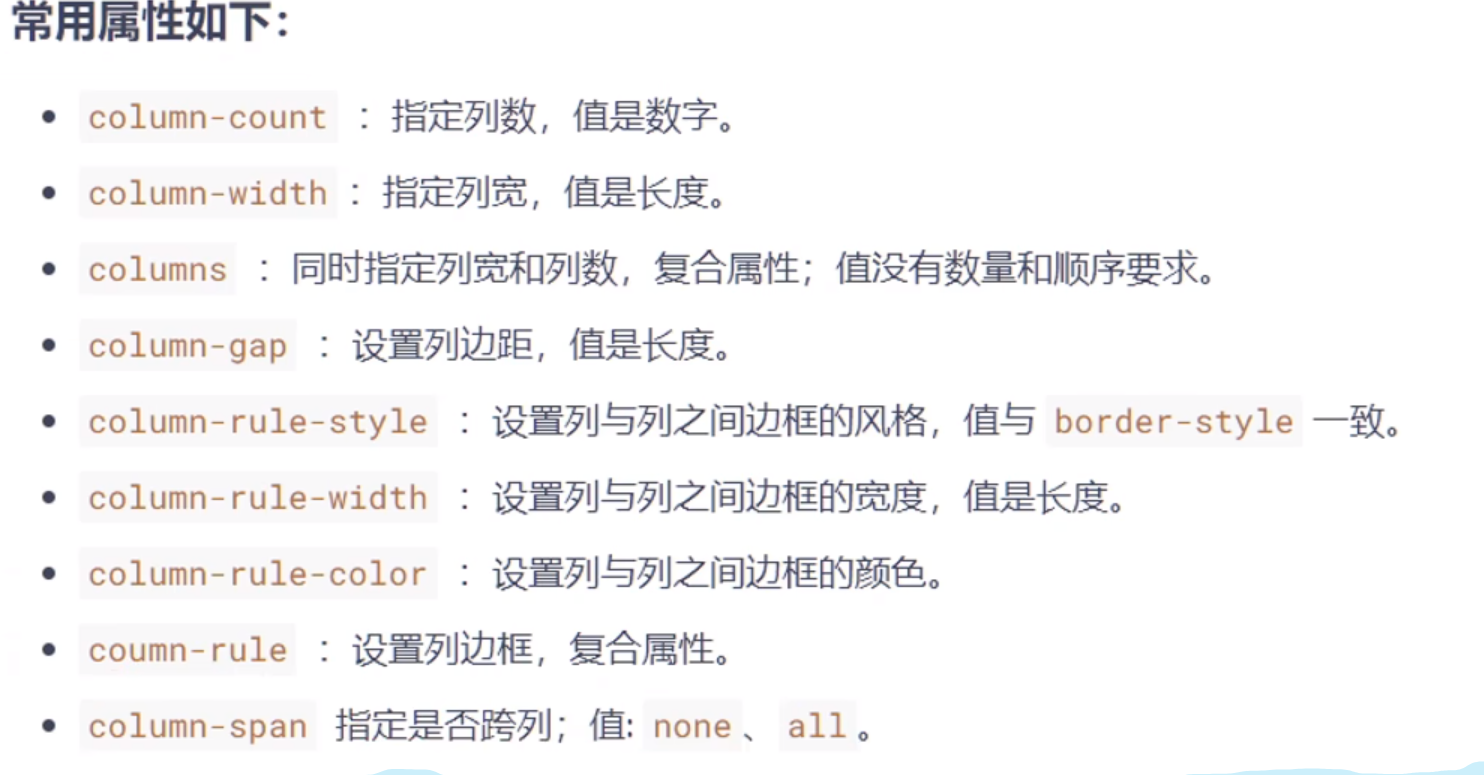 常用属性如下：
• column-count ：指定列数，值是数字。
• column-width ：指定列宽，值是长度。
• columns ：同时指定列宽和列数，复合属性；值没有数量和顺序要求。
• column-gap ：设置列边距，值是长度。
• column-rule-style ：设置列与列之间边框的风格，值与 border-style 一致。
• column-rule-width ：设置列与列之间边框的宽度，值是长度。
• column-rule-color ：设置列与列之间边框的颜色。
• coumn-rule ：设置列边框，复合属性。
• column-span 指定是否跨列；值: none 、 all 。